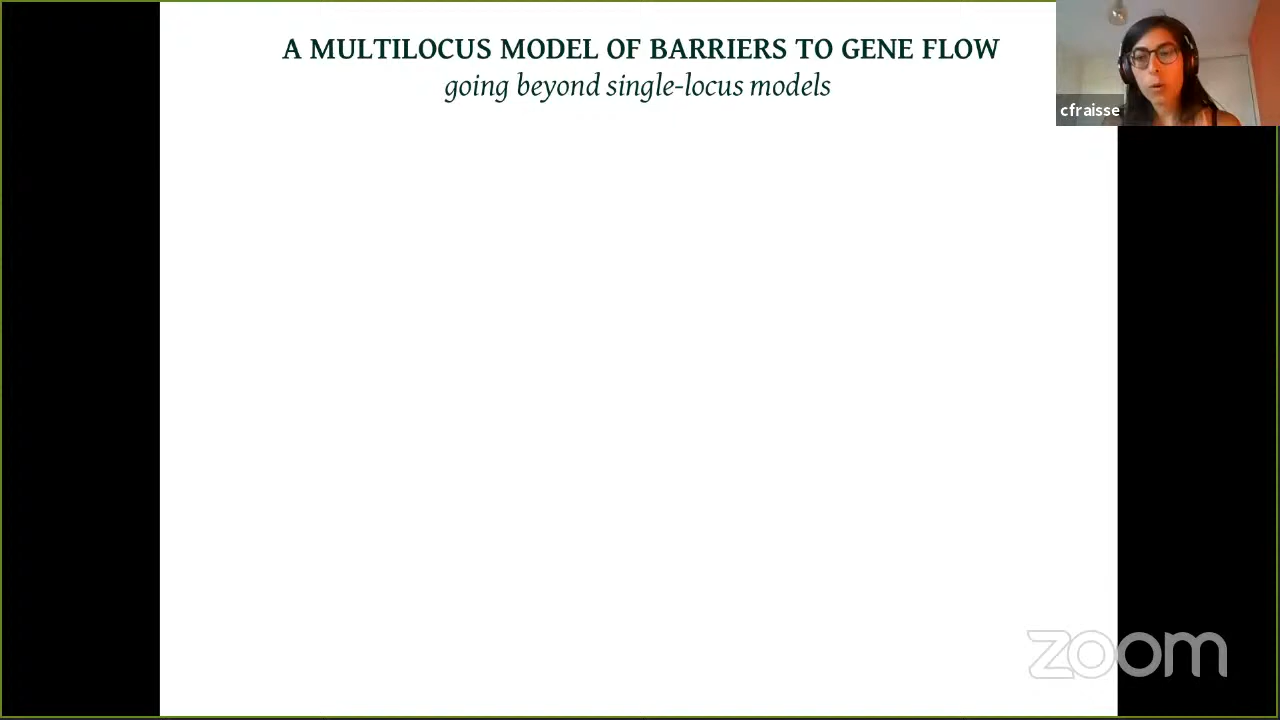 A MULTILOCUS MODEL OF BARRIERS TO GENE FLOW
going beyond single-locus models
cfraisse
zoom